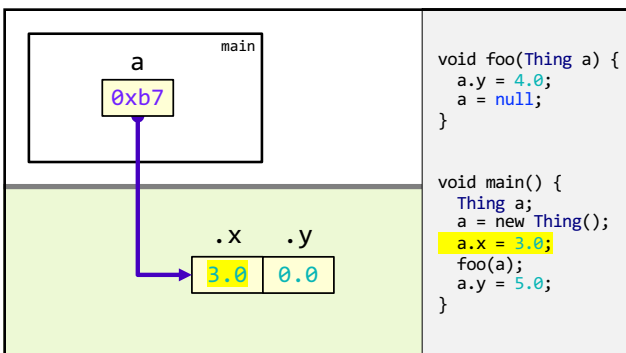 main
a
0xb7
.x .y
3.0 0.0
void foo(Thing a) {
a.y = 4.0;
a = null;
}
void main() {
Thing a;
a = new Thing();
a.x = 3.0;
foo(a);
a.y = 5.0;
}